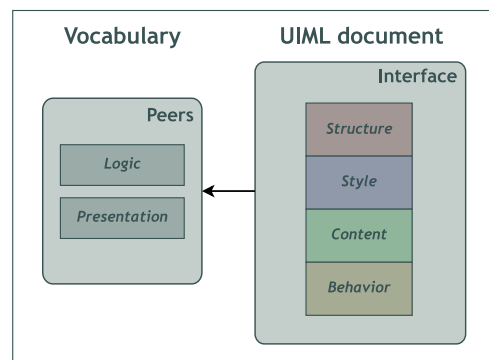 Vocabulary
UIML document
Peers
Logic
Presentation
Interface
Structure
Style
Content
Behavior